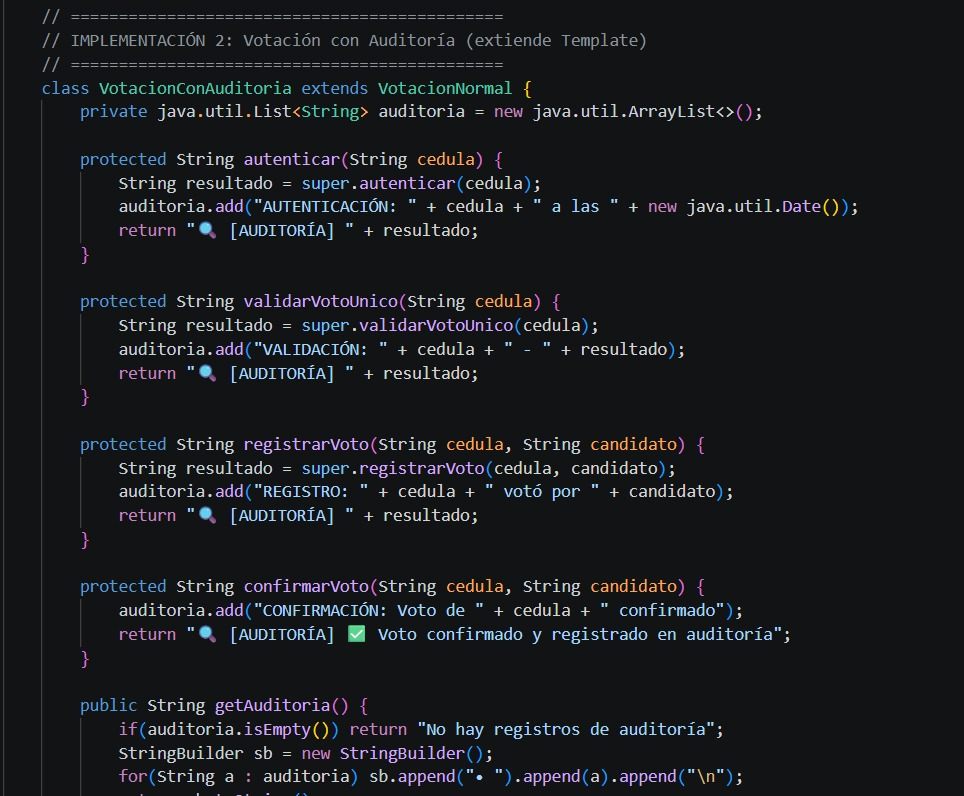 // =============================================
// IMPLEMENTACIÓN 2: Votación con Auditoría (extiende Template)
// =============================================
class VotacionConAuditoria extends VotacionNormal {
    private java.util.List<String> auditoria = new java.util.ArrayList<>();

    protected String autenticar(String cedula) {
        String resultado = super.autenticar(cedula);
        auditoria.add("AUTENTICACIÓN: " + cedula + " a las " + new java.util.Date());
        return "🔍 [AUDITORÍA] " + resultado;
    }

    protected String validarVotoUnico(String cedula) {
        String resultado = super.validarVotoUnico(cedula);
        auditoria.add("VALIDACIÓN: " + cedula + " - " + resultado);
        return "🔍 [AUDITORÍA] " + resultado;
    }

    protected String registrarVoto(String cedula, String candidato) {
        String resultado = super.registrarVoto(cedula, candidato);
        auditoria.add("REGISTRO: " + cedula + " votó por " + candidato);
        return "🔍 [AUDITORÍA] " + resultado;
    }

    protected String confirmarVoto(String cedula, String candidato) {
        auditoria.add("CONFIRMACIÓN: Voto de " + cedula + " confirmado");
        return "🔍 [AUDITORÍA] ✅ Voto confirmado y registrado en auditoría";
    }

    public String getAuditoria() {
        if(auditoria.isEmpty()) return "No hay registros de auditoría";
        StringBuilder sb = new StringBuilder();
        for(String a : auditoria) sb.append("• ").append(a).append("\n");